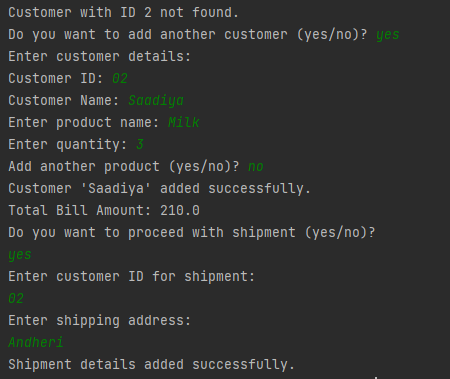 Customer with ID 2 not found.
Do you want to add another customer (yes/no)? yes
Enter customer details:
Customer ID: 02
Customer Name: Saadiya
Enter product name: Milk
Enter quantity: 3
Add another product (yes/no)? no
Customer 'Saadiya' added successfully.
Total Bill Amount: 210.0
Do you want to proceed with shipment (yes/no)?
yes
Enter customer ID for shipment:
02
Enter shipping address:
Andheri
Shipment details added successfully.